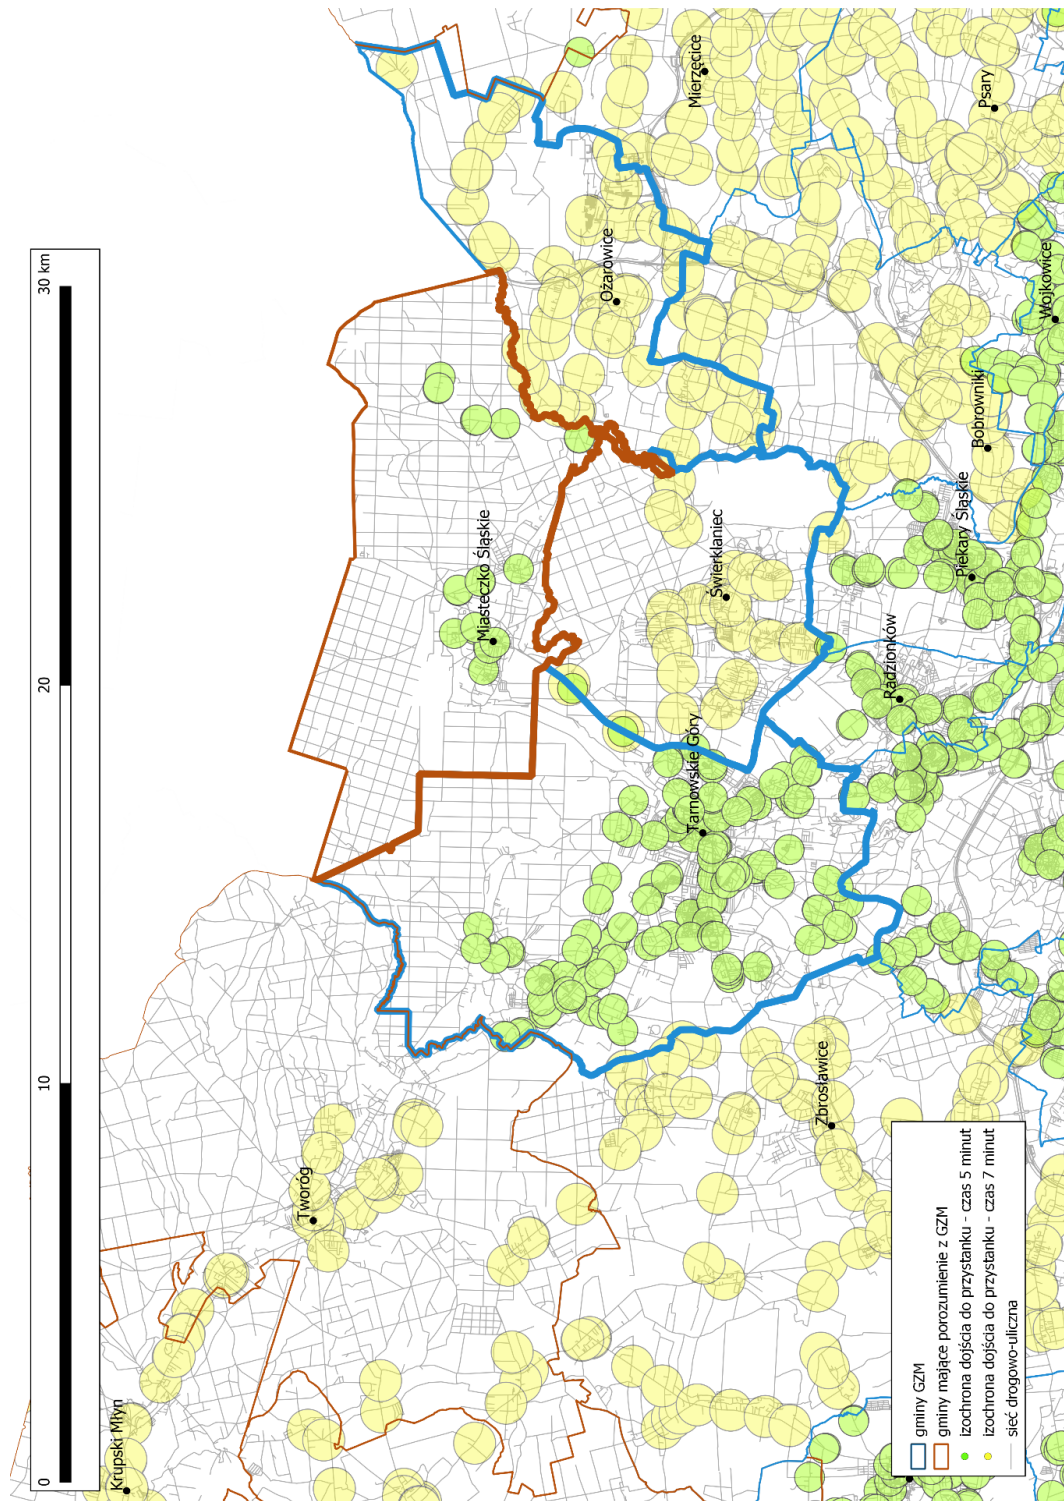 0
10
20
30 km
Krupski Młyn
Tworóg
Miasteczko Śląskie
Ożarowice
Mierzęcice
Psary
Wojkowice
Bobrowniki
Piekary Śląskie
Świerklaniec
Radzionków
Tarnowskie Góry
Zbrosławice
gminy GZM
gminy mające porozumienie z GZM
izochrona dojścia do przystanku - czas 5 minut
izochrona dojścia do przystanku - czas 7 minut
sieć drogowo-uliczna